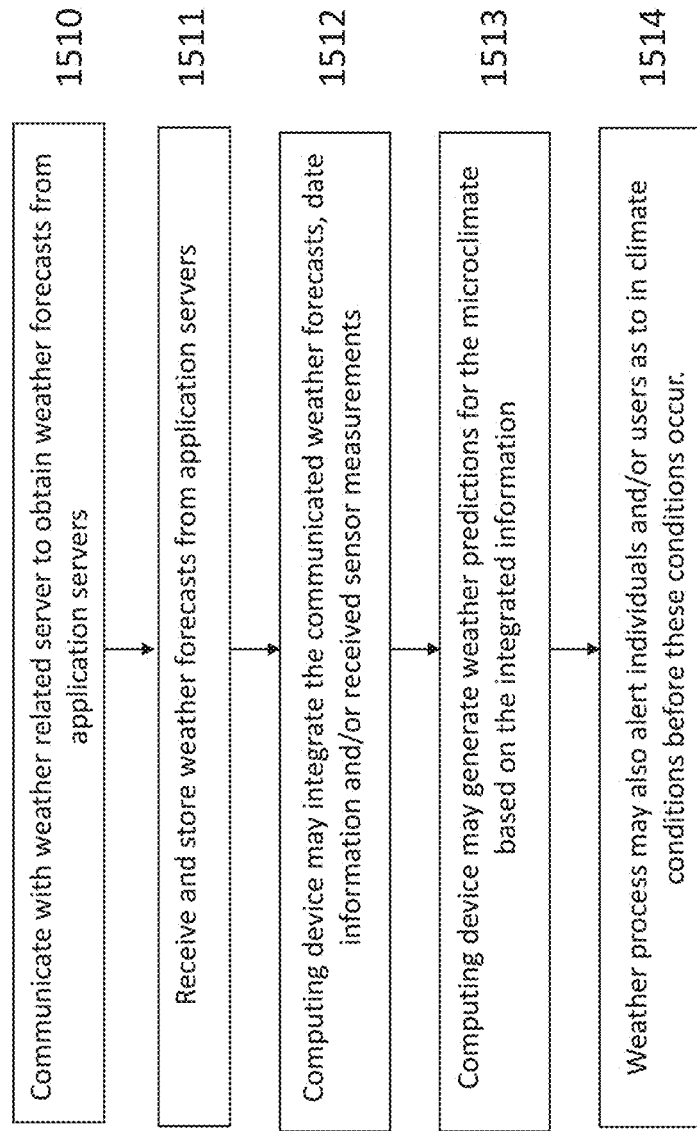 Communicate with weather related server to obtain weather forecasts from
application servers
1510
Receive and store weather forecasts from application servers
1511
Computing device may integrate the communicated weather forecasts, date
information and/or received sensor measurements
1512
Computing device may generate weather predictions for the microclimate
based on the integrated information
1513
Weather process may also alert individuals and/or users as to in climate
conditions before these conditions occur.
1514